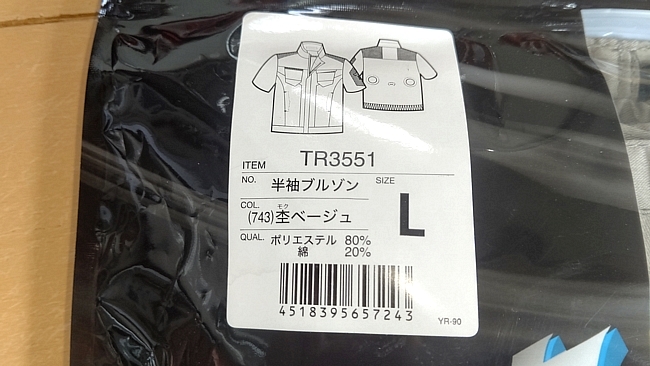 ITEM TR3551
NO. 半袖ブルゾン SIZE
COL. モク L
(743)杢ベージュ
QUAL. ポリエステル 80%
綿 20%
4518395657243
YR-90